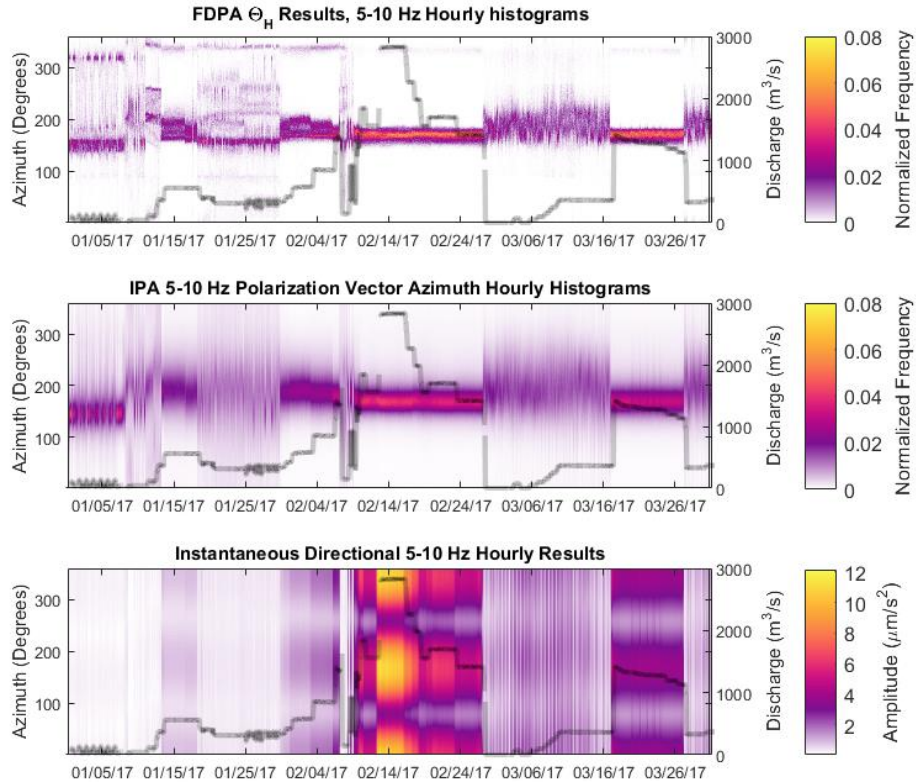 FDPA Θ_H Results, 5-10 Hz Hourly histograms
Azimuth (Degrees)
300
200
100
3000
2000
1000
0
Discharge (m³/s)
0.08
0.06
0.04
0.02
0
Normalized Frequency
01/05/17 01/15/17 01/25/17 02/04/17 02/14/17 02/24/17 03/06/17 03/16/17 03/26/17
IPA 5-10 Hz Polarization Vector Azimuth Hourly Histograms
Azimuth (Degrees)
300
200
100
3000
2000
1000
0
Discharge (m³/s)
0.08
0.06
0.04
0.02
0
Normalized Frequency
01/05/17 01/15/17 01/25/17 02/04/17 02/14/17 02/24/17 03/06/17 03/16/17 03/26/17
Instantaneous Directional 5-10 Hz Hourly Results
Azimuth (Degrees)
300
200
100
3000
2000
1000
0
Discharge (m³/s)
12
10
8
6
4
2
Amplitude (μm/s²)
01/05/17 01/15/17 01/25/17 02/04/17 02/14/17 02/24/17 03/06/17 03/16/17 03/26/17